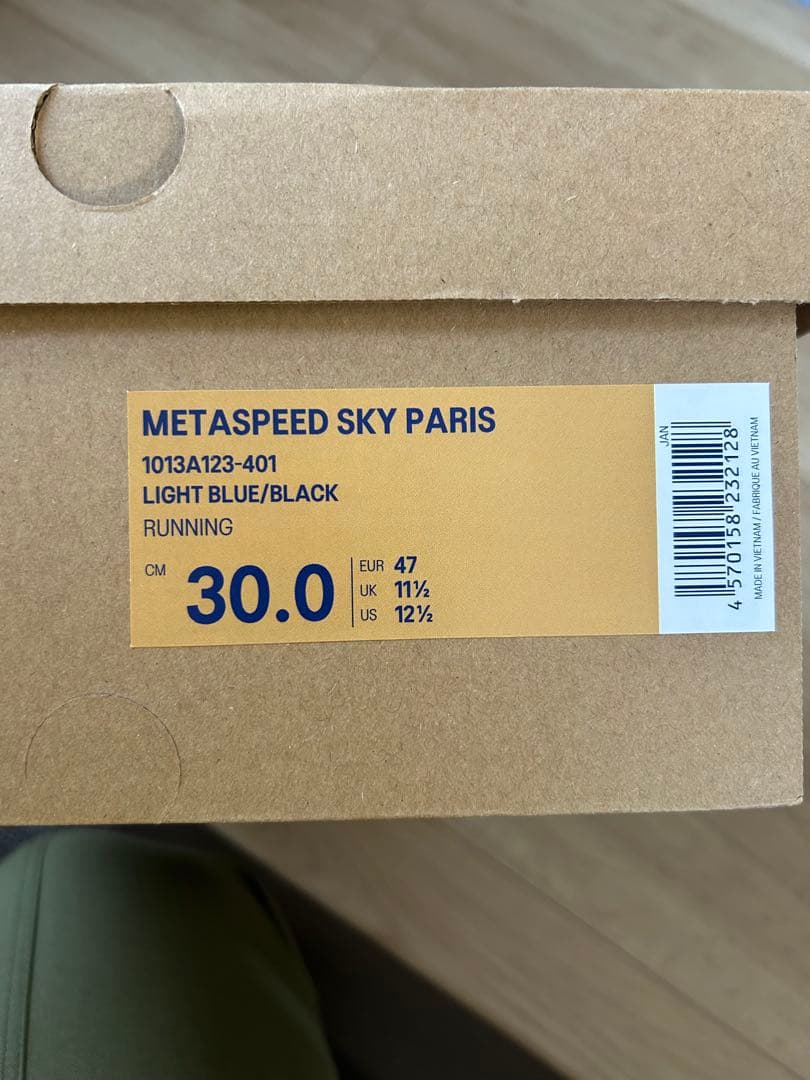 METASPEED SKY PARIS
1013A123-401
LIGHT BLUE/BLACK
RUNNING
CM 30.0
EUR 47
UK 11½
US 12½
JAN
4 570158 232128
MADE IN VIETNAM / FABRIQUE AU VIETNAM